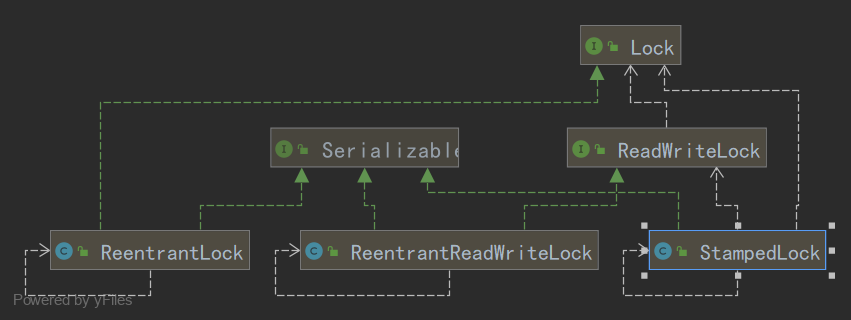 I Lock
I Serializable
I ReadWriteLock
C ReentrantLock
C ReentrantReadWriteLock
C StampedLock
Powered by yFiles